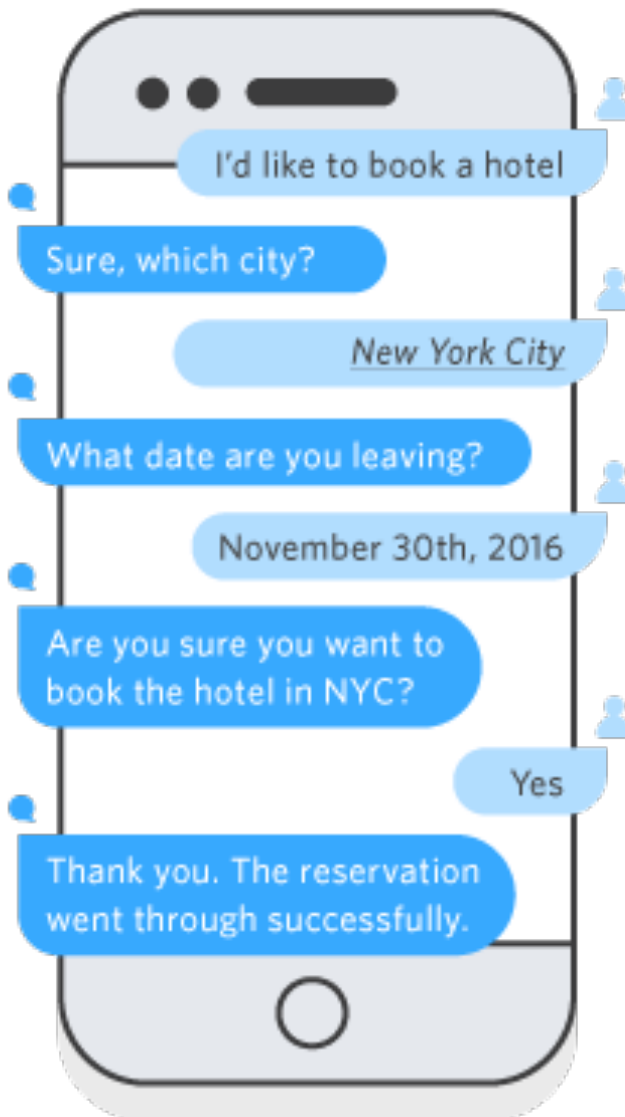 I'd like to book a hotel
Sure, which city?
New York City
What date are you leaving?
November 30th, 2016
Are you sure you want to
book the hotel in NYC?
Yes
Thank you. The reservation
went through successfully.